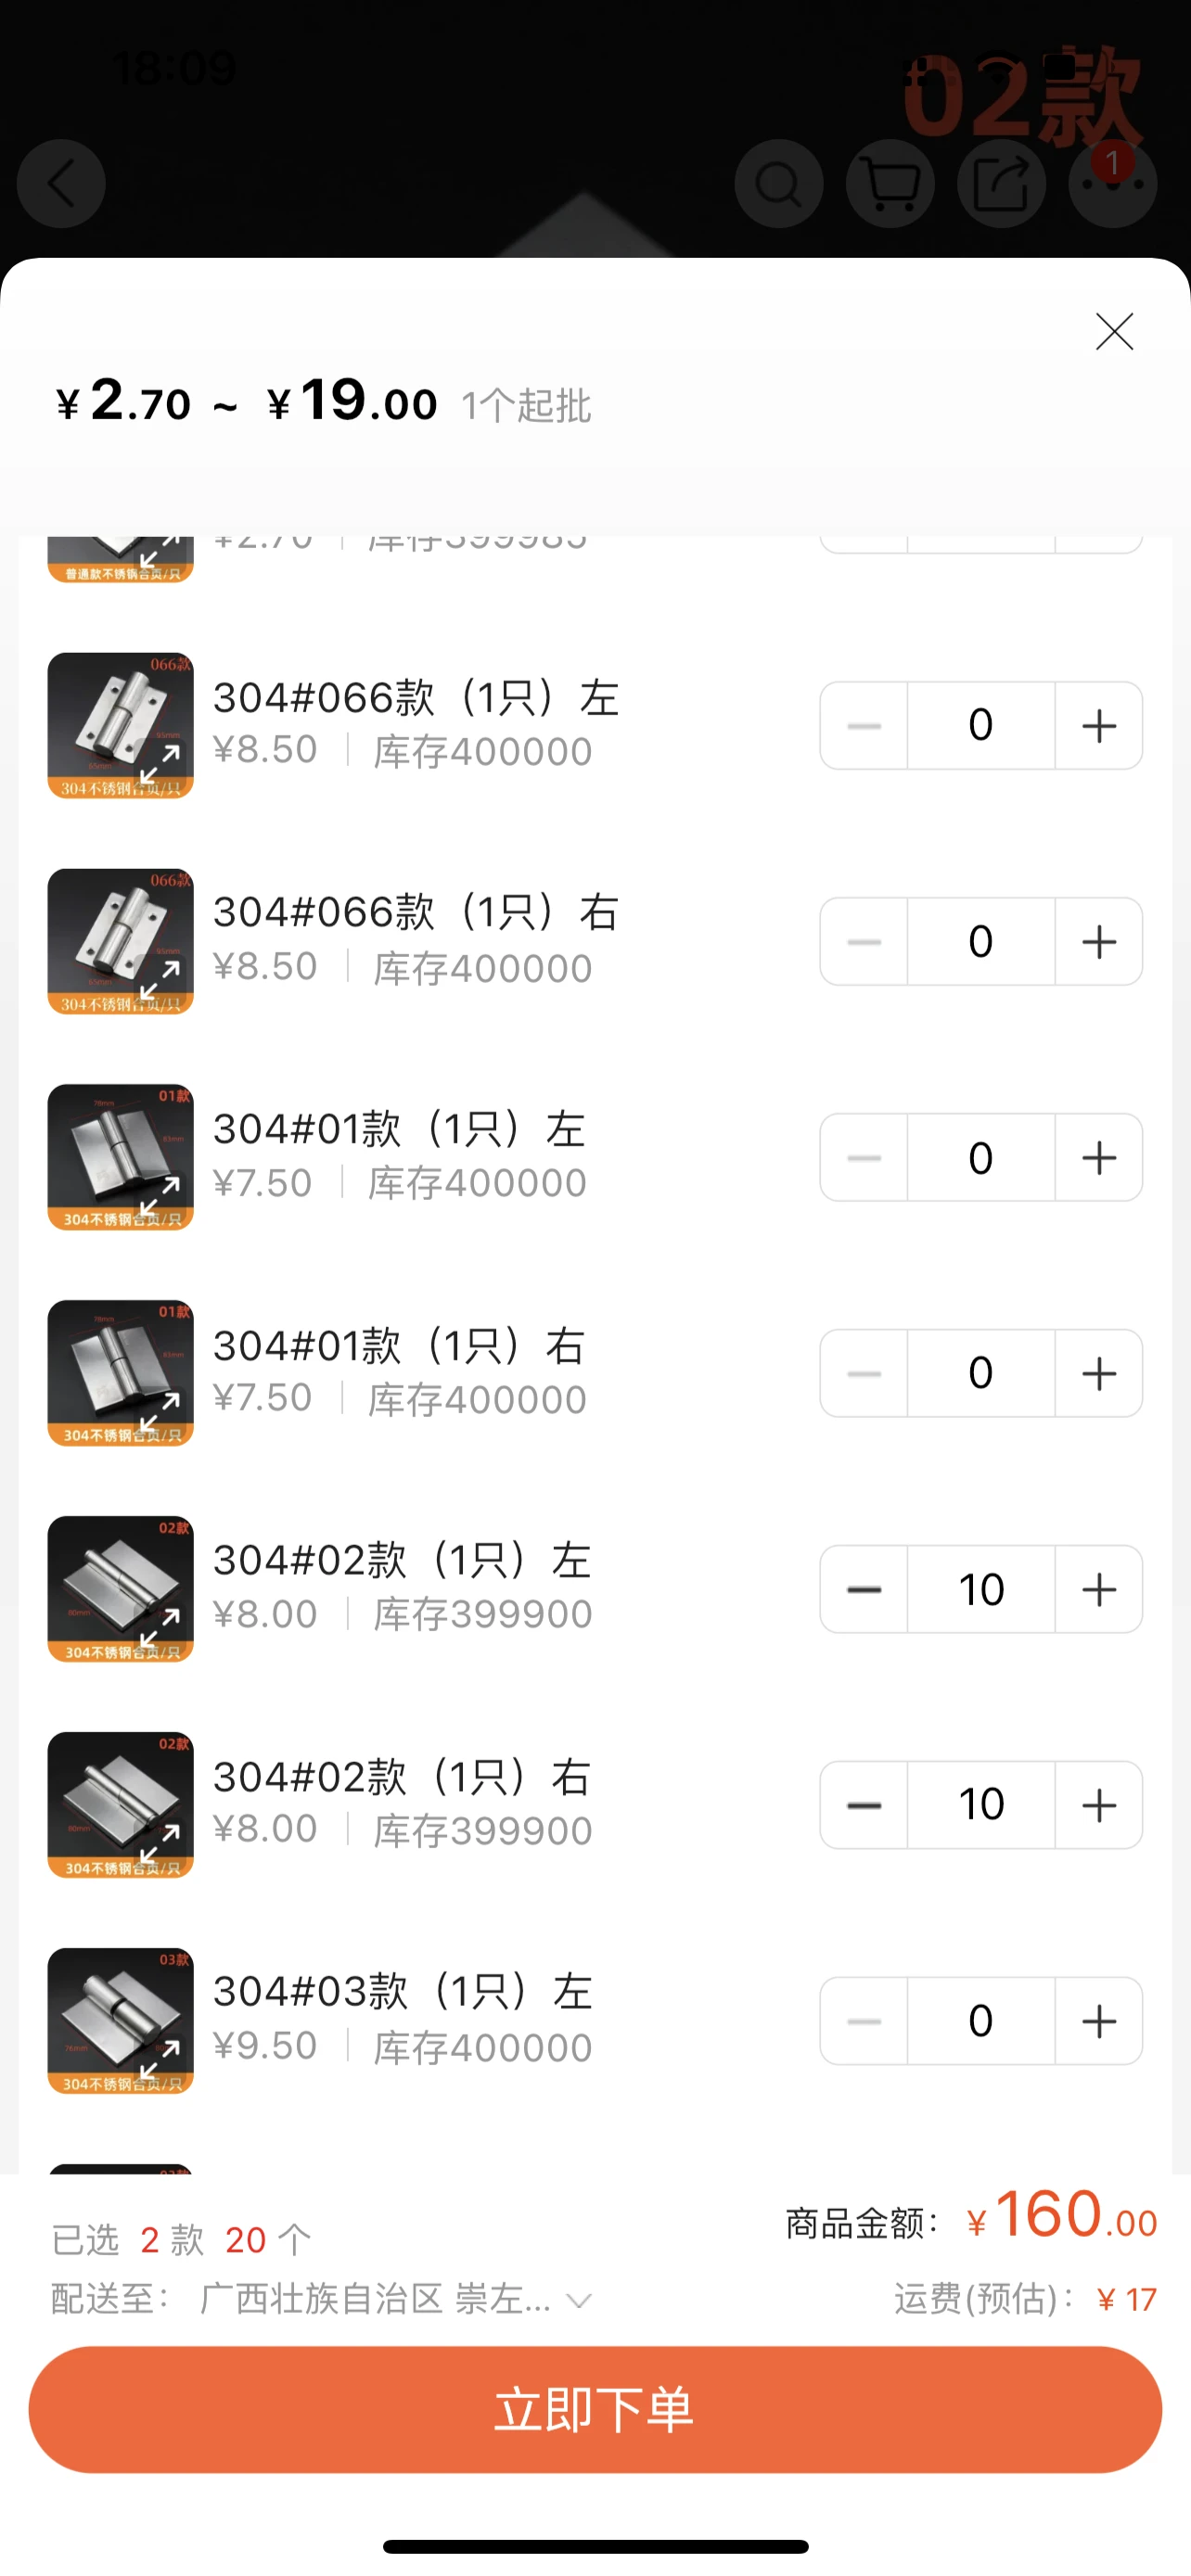 18:09
02款
1
¥2.70 ~ ¥19.00 1个起批
¥2.70 | 库存399985
普通款不锈钢合页/只
066款
304#066款（1只）左
¥8.50 | 库存400000
0
304不锈钢合页/只
066款
304#066款（1只）右
¥8.50 | 库存400000
0
304不锈钢合页/只
01款
304#01款（1只）左
¥7.50 | 库存400000
0
304不锈钢合页/只
01款
304#01款（1只）右
¥7.50 | 库存400000
0
304不锈钢合页/只
02款
304#02款（1只）左
¥8.00 | 库存399900
10
304不锈钢合页/只
02款
304#02款（1只）右
¥8.00 | 库存399900
10
304不锈钢合页/只
03款
304#03款（1只）左
¥9.50 | 库存400000
0
304不锈钢合页/只
已选 2 款 20 个
商品金额：¥160.00
配送至：广西壮族自治区 崇左...
运费(预估)：¥17
立即下单